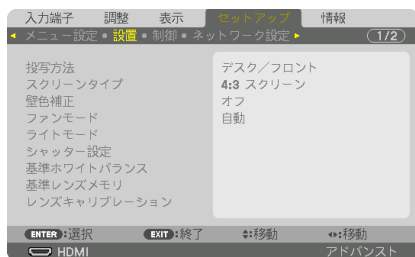 入力端子 調整 表示 セットアップ 情報
◂ メニュー設定 ● 設置 ● 制御 ● ネットワーク設定 ▸ 1/2
投写方法 デスク／フロント
スクリーンタイプ 4:3 スクリーン
壁色補正 オフ
ファンモード 自動
ライトモード
シャッター設定
基準ホワイトバランス
基準レンズメモリ
レンズキャリブレーション
ENTER:選択 EXIT:終了 :移動 :移動
HDMI アドバンスト